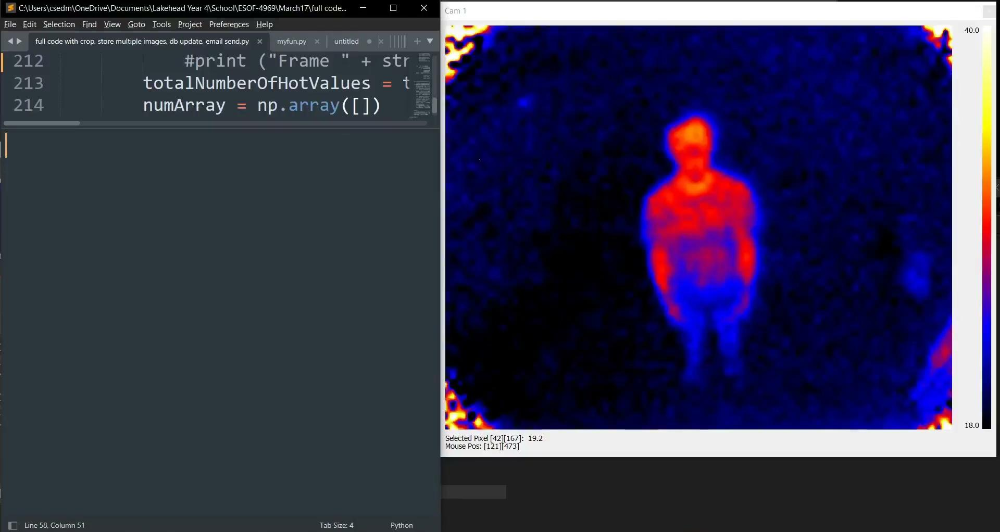 C:\Users\csedm\OneDrive\Documents\Lakehead Year 4\School\ESOF-4969\March17\full code...
File Edit Selection Find View Goto Tools Project Preferences Help
full code with crop, store multiple images, db update, email send.py
myfun.py
untitled
212 #print ("Frame " + str
213 totalNumberOfHotValues = t
214 numArray = np.array([])
Line 58, Column 51
Tab Size: 4
Python
Cam 1
40.0
18.0
Selected Pixel [42][167]: 19.2
Mouse Pos: [121][473]